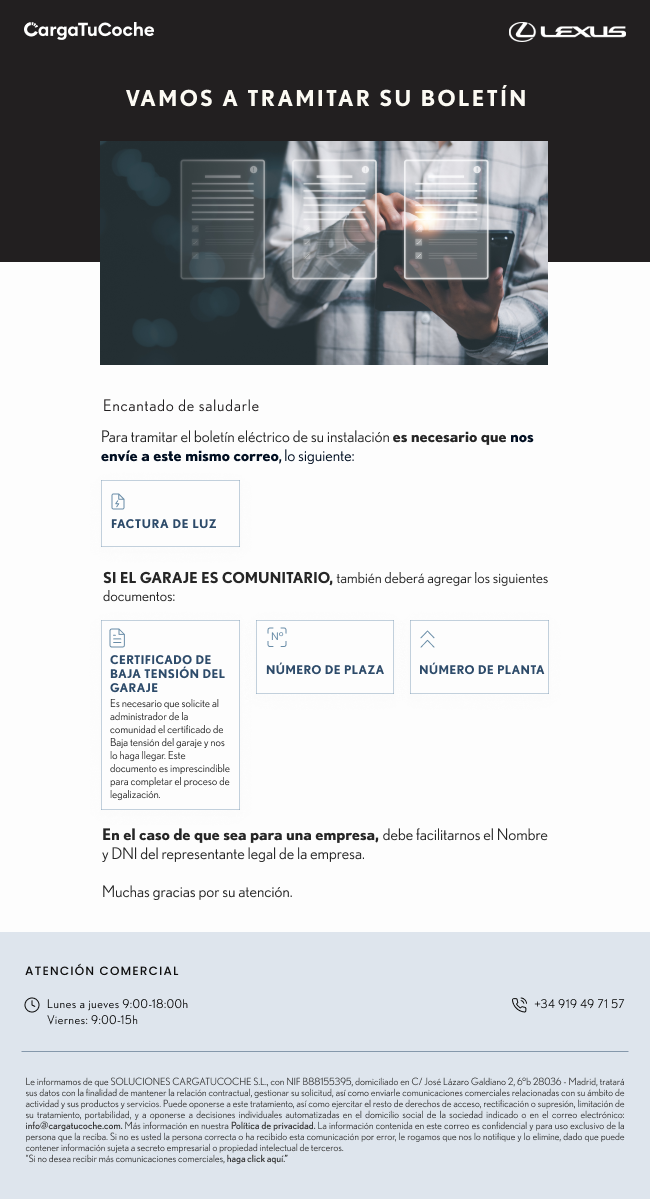 CargaTuCoche
LEXUS
VAMOS A TRAMITAR SU BOLETÍN
Encantado de saludarle
Para tramitar el boletín eléctrico de su instalación es necesario que nos
envíe a este mismo correo, lo siguiente:
FACTURA DE LUZ
SI EL GARAJE ES COMUNITARIO, también deberá agregar los siguientes
documentos:
CERTIFICADO DE
BAJA TENSIÓN DEL
GARAJE
Es necesario que solicite al
administrador de la
comunidad el certificado de
Baja tensión del garaje y nos
lo haga llegar. Este
documento es imprescindible
para completar el proceso de
legalización.
Nº
NÚMERO DE PLAZA
NÚMERO DE PLANTA
En el caso de que sea para una empresa, debe facilitarnos el Nombre
y DNI del representante legal de la empresa.
Muchas gracias por su atención.
ATENCIÓN COMERCIAL
Lunes a jueves 9:00-18:00h
Viernes: 9:00-15h
+34 919 49 71 57
Le informamos de que SOLUCIONES CARGATUCOCHE S.L., con NIF B88155395, domiciliado en C/ José Lázaro Galdiano 2, 6ºb 28036 - Madrid, tratará
sus datos con la finalidad de mantener la relación contractual, gestionar su solicitud, así como enviarle comunicaciones comerciales relacionadas con su ámbito de
actividad y sus productos y servicios. Puede oponerse a este tratamiento, así como ejercitar el resto de derechos de acceso, rectificación o supresión, limitación de
su tratamiento, portabilidad, y a oponerse a decisiones individuales automatizadas en el domicilio social de la sociedad indicado o en el correo electrónico:
info@cargatucoche.com. Más información en nuestra Política de privacidad. La información contenida en este correo es confidencial y para uso exclusivo de la
persona que la reciba. Si no es usted la persona correcta o ha recibido esta comunicación por error, le rogamos que nos lo notifique y lo elimine, dado que puede
contener información sujeta a secreto empresarial o propiedad intelectual de terceros.
"Si no desea recibir más comunicaciones comerciales, haga click aquí."